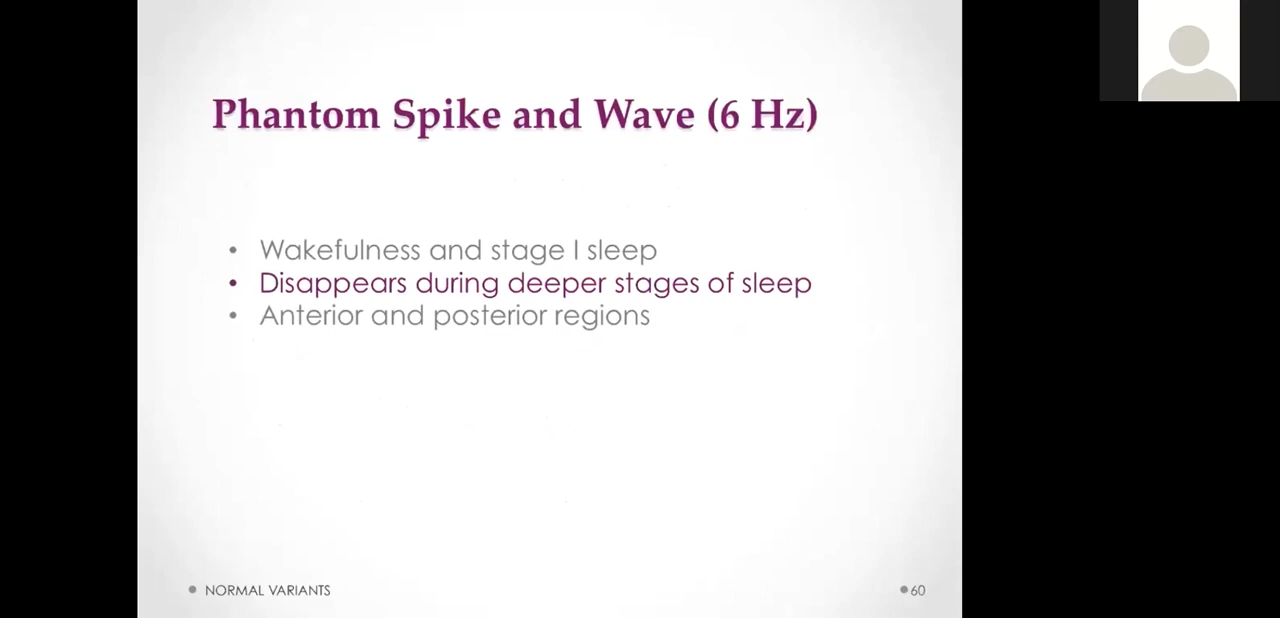 Phantom Spike and Wave (6 Hz)
• Wakefulness and stage I sleep
• Disappears during deeper stages of sleep
• Anterior and posterior regions
• NORMAL VARIANTS
• 60